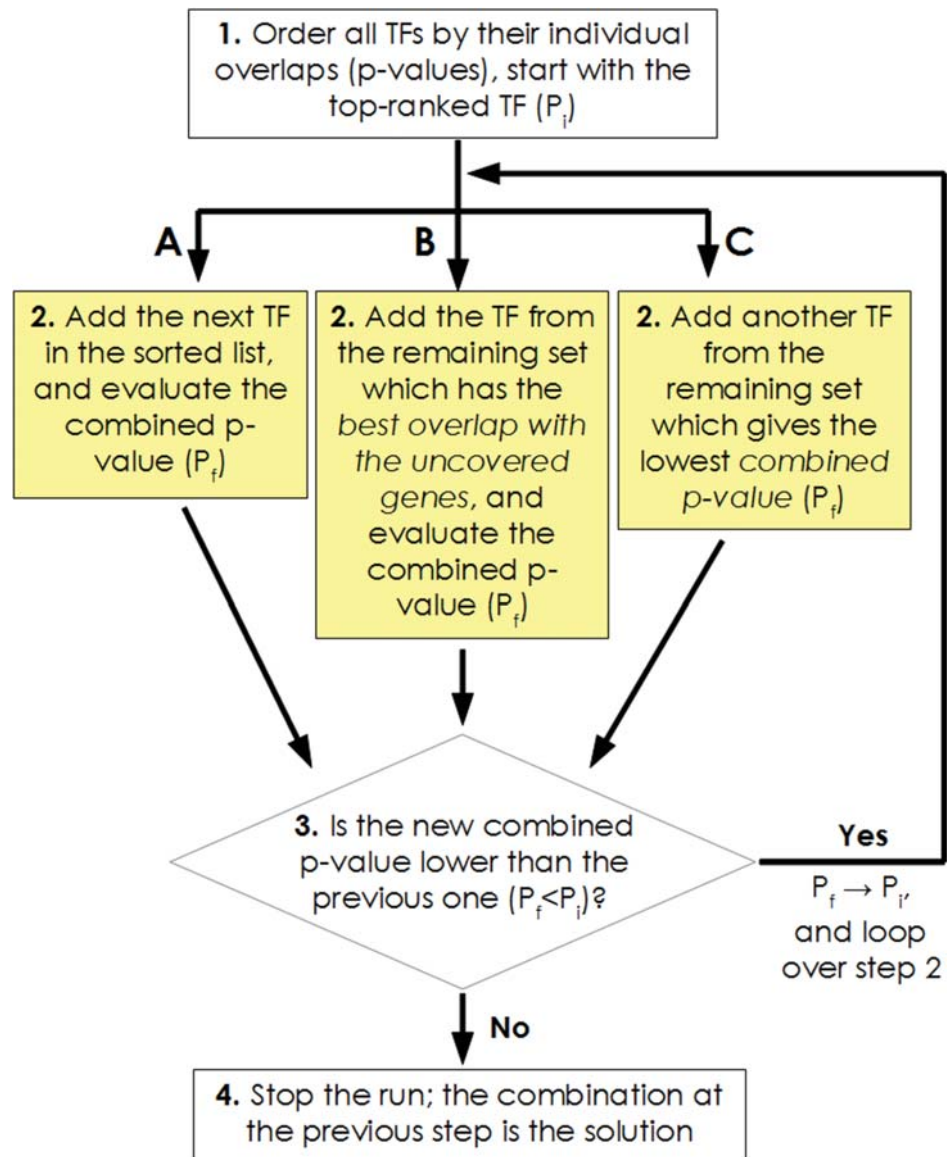 1. Order all TFs by their individual
overlaps (p-values), start with the
top-ranked TF (Pi)
A
B
C
2. Add the next TF
in the sorted list,
and evaluate the
combined p-
value (Pf)
2. Add the TF from
the remaining set
which has the
best overlap with
the uncovered
genes, and
evaluate the
combined p-
value (Pf)
2. Add another TF
from the
remaining set
which gives the
lowest combined
p-value (Pf)
3. Is the new combined
p-value lower than the
previous one (Pf<Pi)?
Yes
Pf → Pi,
and loop
over step 2
No
4. Stop the run; the combination at
the previous step is the solution